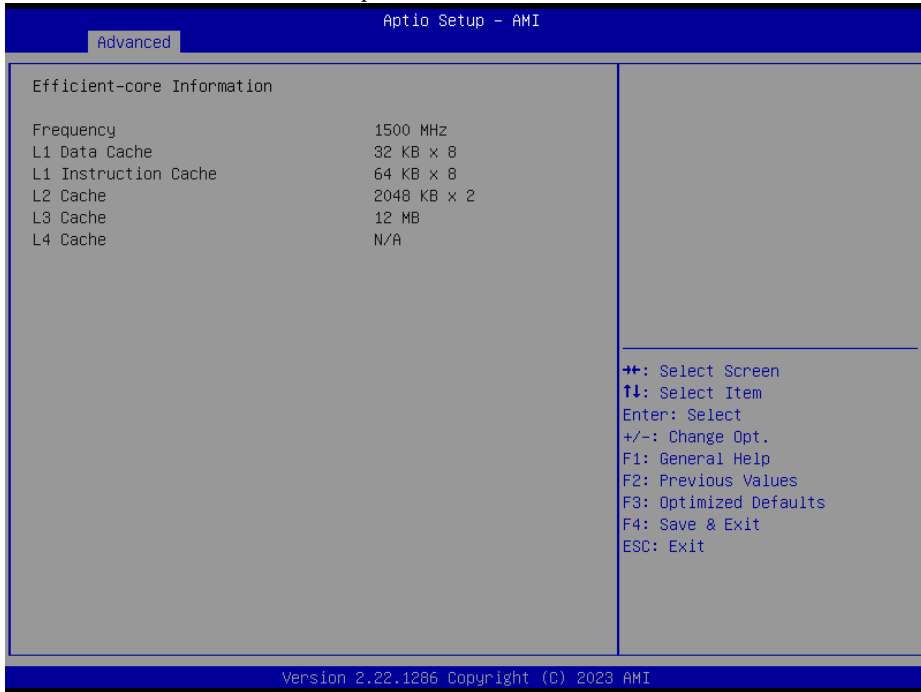 Aptio Setup – AMI
Advanced
Efficient-core Information
Frequency 1500 MHz
L1 Data Cache 32 KB x 8
L1 Instruction Cache 64 KB x 8
L2 Cache 2048 KB x 2
L3 Cache 12 MB
L4 Cache N/A
→←: Select Screen
↑↓: Select Item
Enter: Select
+/-: Change Opt.
F1: General Help
F2: Previous Values
F3: Optimized Defaults
F4: Save & Exit
ESC: Exit
Version 2.22.1286 Copyright (C) 2023 AMI